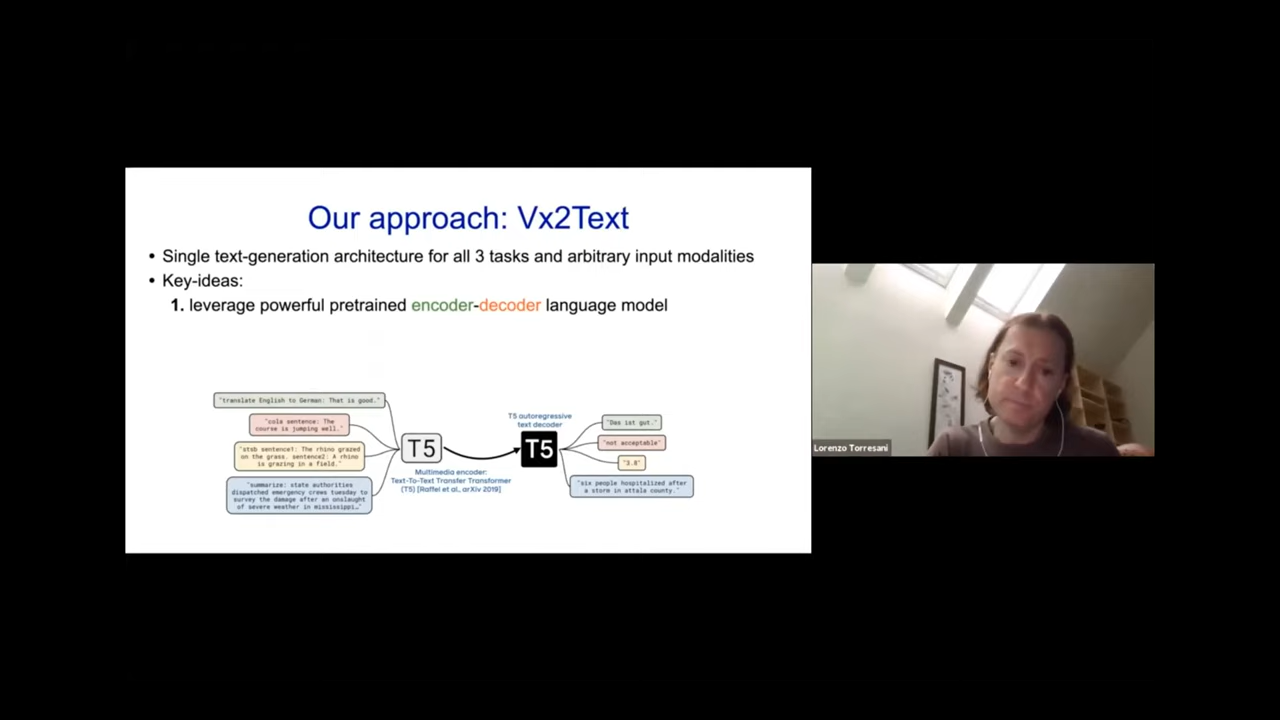 Our approach: Vx2Text
• Single text-generation architecture for all 3 tasks and arbitrary input modalities
• Key-ideas:
1. leverage powerful pretrained encoder-decoder language model
"translate English to German: That is good."
"cola sentence: The
course is jumping well."
"stsb sentence1: The rhino grazed
on the grass. sentence2: A rhino
is grazing in a field."
"summarize: state authorities
dispatched emergency crews tuesday to
survey the damage after an onslaught
of severe weather in mississippi…"
T5
Multimedia encoder:
Text-To-Text Transfer Transformer
(T5) [Raffel et al., arXiv 2019]
T5 autoregressive
text decoder
T5
"Das ist gut."
"not acceptable"
"3.8"
"six people hospitalized after
a storm in attala county."
Lorenzo Torresani